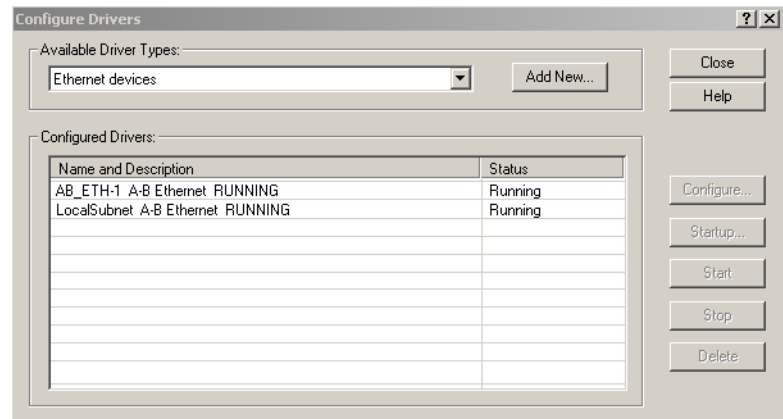 Configure Drivers
Available Driver Types:
Ethernet devices
Add New...
Close
Help
Configured Drivers:
Name and Description Status
AB_ETH-1 A-B Ethernet RUNNING Running
LocalSubnet A-B Ethernet RUNNING Running
Configure...
Startup...
Start
Stop
Delete